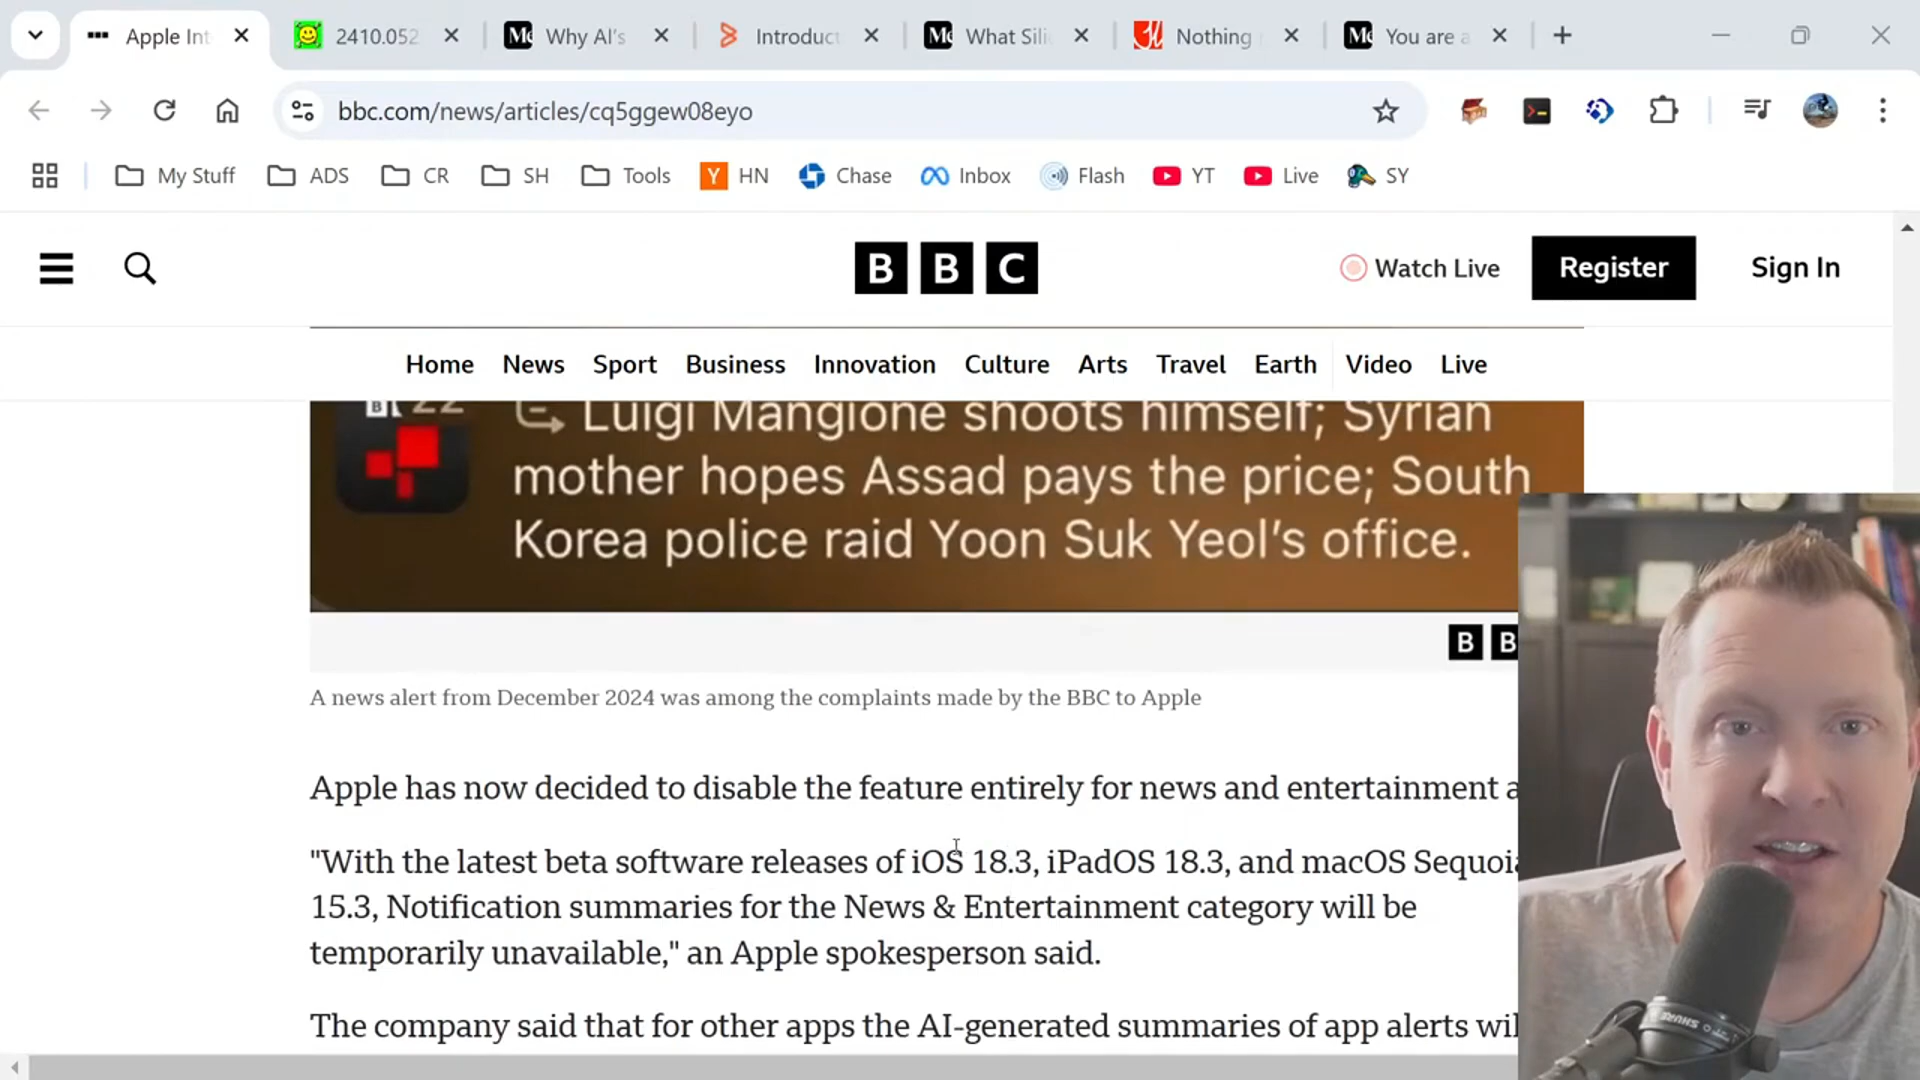 Apple Int
2410.052
Why AI's
Introduct
What Sili
Nothing
You are a
bbc.com/news/articles/cq5ggew08eyo
My Stuff
ADS
CR
SH
Tools
HN
Chase
Inbox
Flash
YT
Live
SY
BBC
Watch Live
Register
Sign In
Home
News
Sport
Business
Innovation
Culture
Arts
Travel
Earth
Video
Live
22
Luigi Mangione shoots himself; Syrian
mother hopes Assad pays the price; South
Korea police raid Yoon Suk Yeol's office.
B B
A news alert from December 2024 was among the complaints made by the BBC to Apple
Apple has now decided to disable the feature entirely for news and entertainment a
"With the latest beta software releases of iOS 18.3, iPadOS 18.3, and macOS Sequoia
15.3, Notification summaries for the News & Entertainment category will be
temporarily unavailable," an Apple spokesperson said.
The company said that for other apps the AI-generated summaries of app alerts wil
SHURE